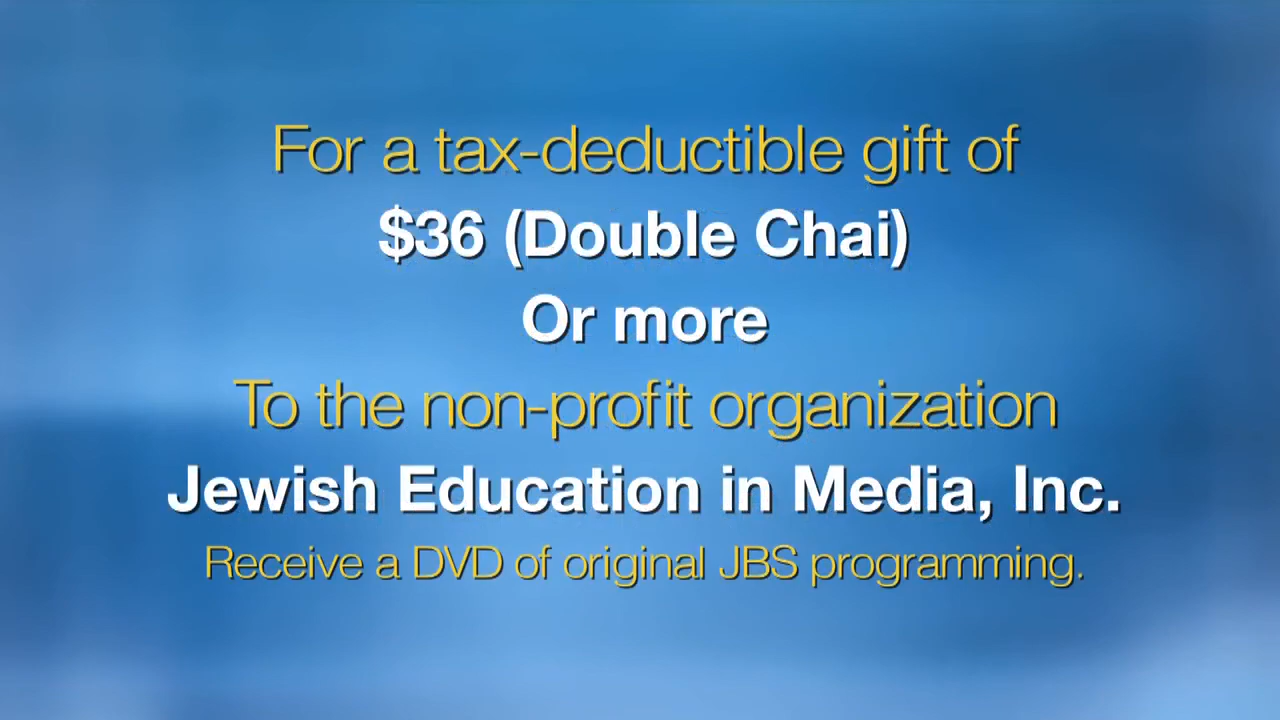 For a tax-deductible gift of
$36 (Double Chai)
Or more
To the non-profit organization
Jewish Education in Media, Inc.
Receive a DVD of original JBS programming.